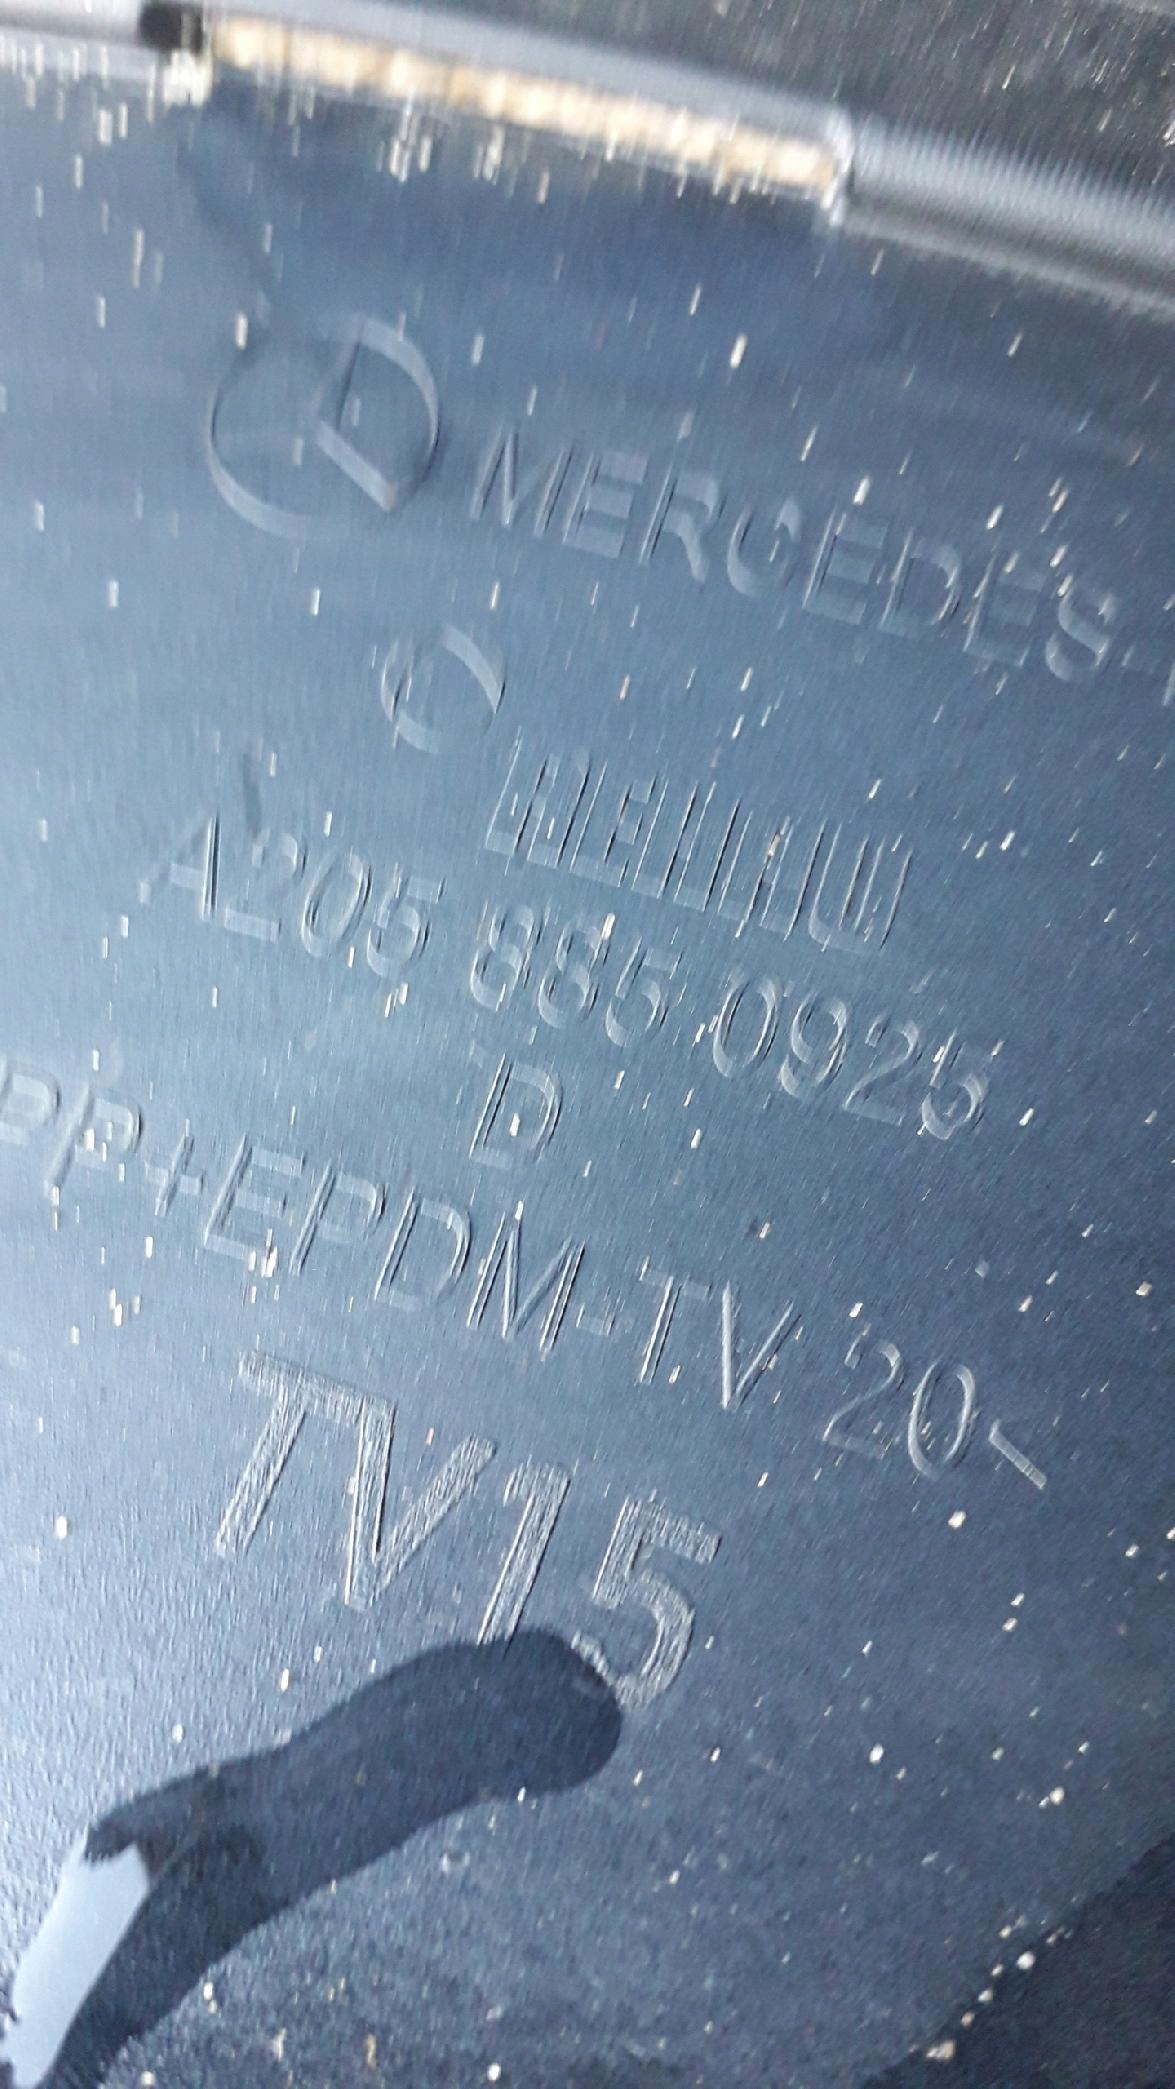 MERCEDES-
A205 885 0925
D
>PP+EPDM-TV 20<
TV15